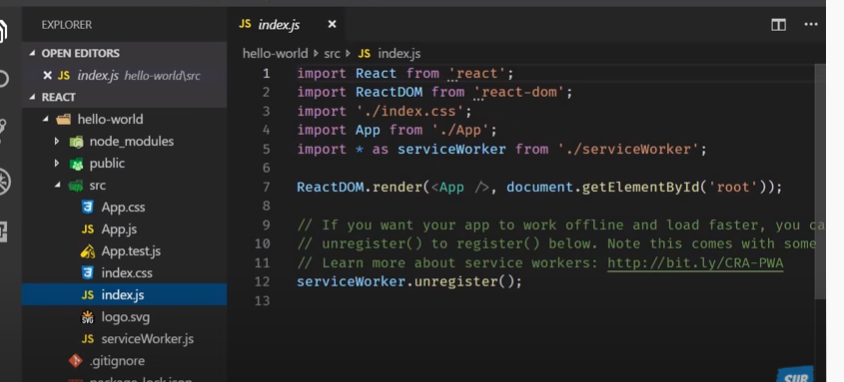 EXPLORER
OPEN EDITORS
JS index.js hello-world\src
REACT
hello-world
node_modules
public
src
App.css
JS App.js
App.test.js
index.css
JS index.js
SVG logo.svg
JS serviceWorker.js
.gitignore
package-lock.json
JS index.js
hello-world src JS index.js
1 import React from 'react';
2 import ReactDOM from 'react-dom';
3 import './index.css';
4 import App from './App';
5 import * as serviceWorker from './serviceWorker';
6
7 ReactDOM.render(<App />, document.getElementById('root'));
8
9 // If you want your app to work offline and load faster, you ca
10 // unregister() to register() below. Note this comes with some
11 // Learn more about service workers: http://bit.ly/CRA-PWA
12 serviceWorker.unregister();
13
SUB